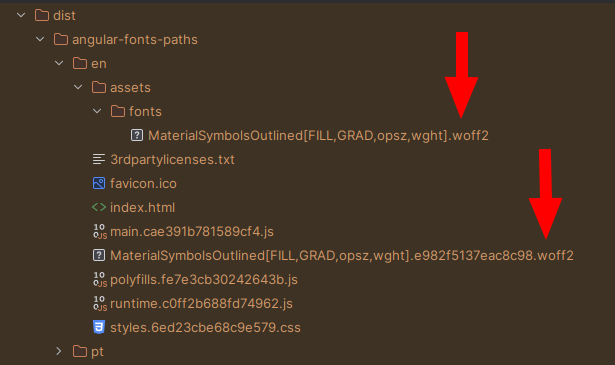 dist
angular-fonts-paths
en
assets
fonts
MaterialSymbolsOutlined[FILL,GRAD,opsz,wght].woff2
3rdpartylicenses.txt
favicon.ico
index.html
main.cae391b781589cf4.js
MaterialSymbolsOutlined[FILL,GRAD,opsz,wght].e982f5137eac8c98.woff2
polyfills.fe7e3cb30242643b.js
runtime.c0ff2b688fd74962.js
styles.6ed23cbe68c9e579.css
pt